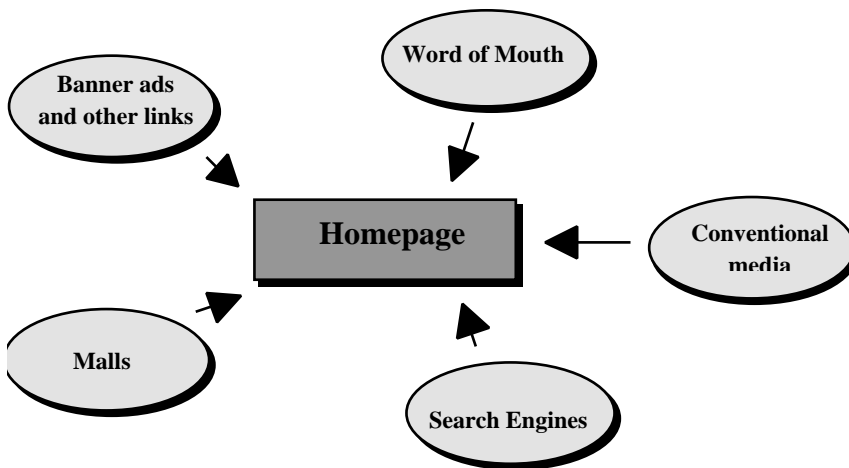 Word of Mouth
Banner ads
and other links
Homepage
Conventional
media
Malls
Search Engines